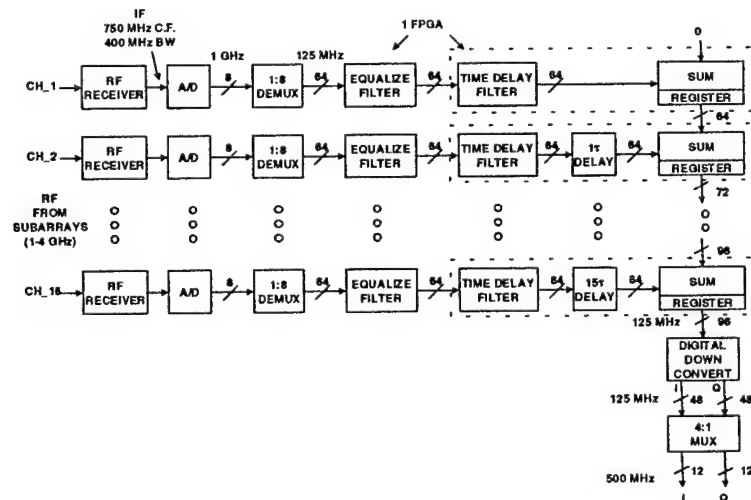 IF
750 MHz C.F.
400 MHz BW
1 FPGA
1 GHz
125 MHz
0
CH_1
RF
RECEIVER
A/D
8
1:8
DEMUX
64
EQUALIZE
FILTER
64
TIME DELAY
FILTER
64
SUM
REGISTER
64
CH_2
RF
RECEIVER
A/D
8
1:8
DEMUX
64
EQUALIZE
FILTER
64
TIME DELAY
FILTER
64
1τ
DELAY
64
SUM
REGISTER
72
RF
FROM
SUBARRAYS
(1-4 GHz)
96
CH_16
RF
RECEIVER
A/D
8
1:8
DEMUX
64
EQUALIZE
FILTER
64
TIME DELAY
FILTER
64
15τ
DELAY
64
SUM
REGISTER
125 MHz
96
DIGITAL
DOWN
CONVERT
I
Q
125 MHz
48
48
4:1
MUX
500 MHz
12
12
I
Q